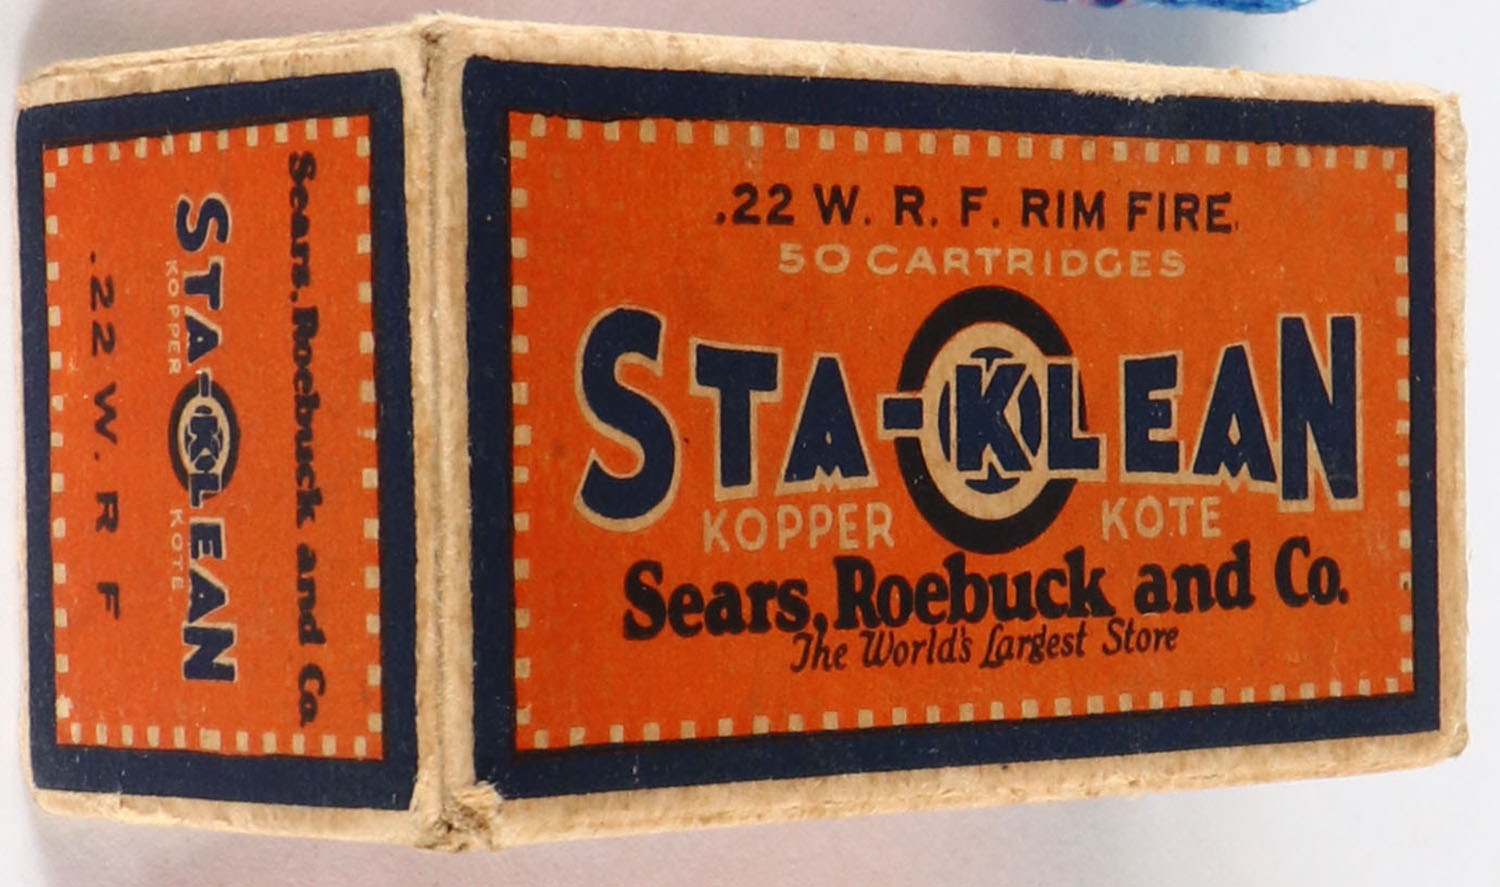 .22 W. R. F. RIM FIRE
50 CARTRIDGES
STA-KLEAN
KOPPER KOTE
Sears, Roebuck and Co.
The World's Largest Store
Sears, Roebuck and Co.
STA-KLEAN
KOPPER KOTE
.22 W. R F